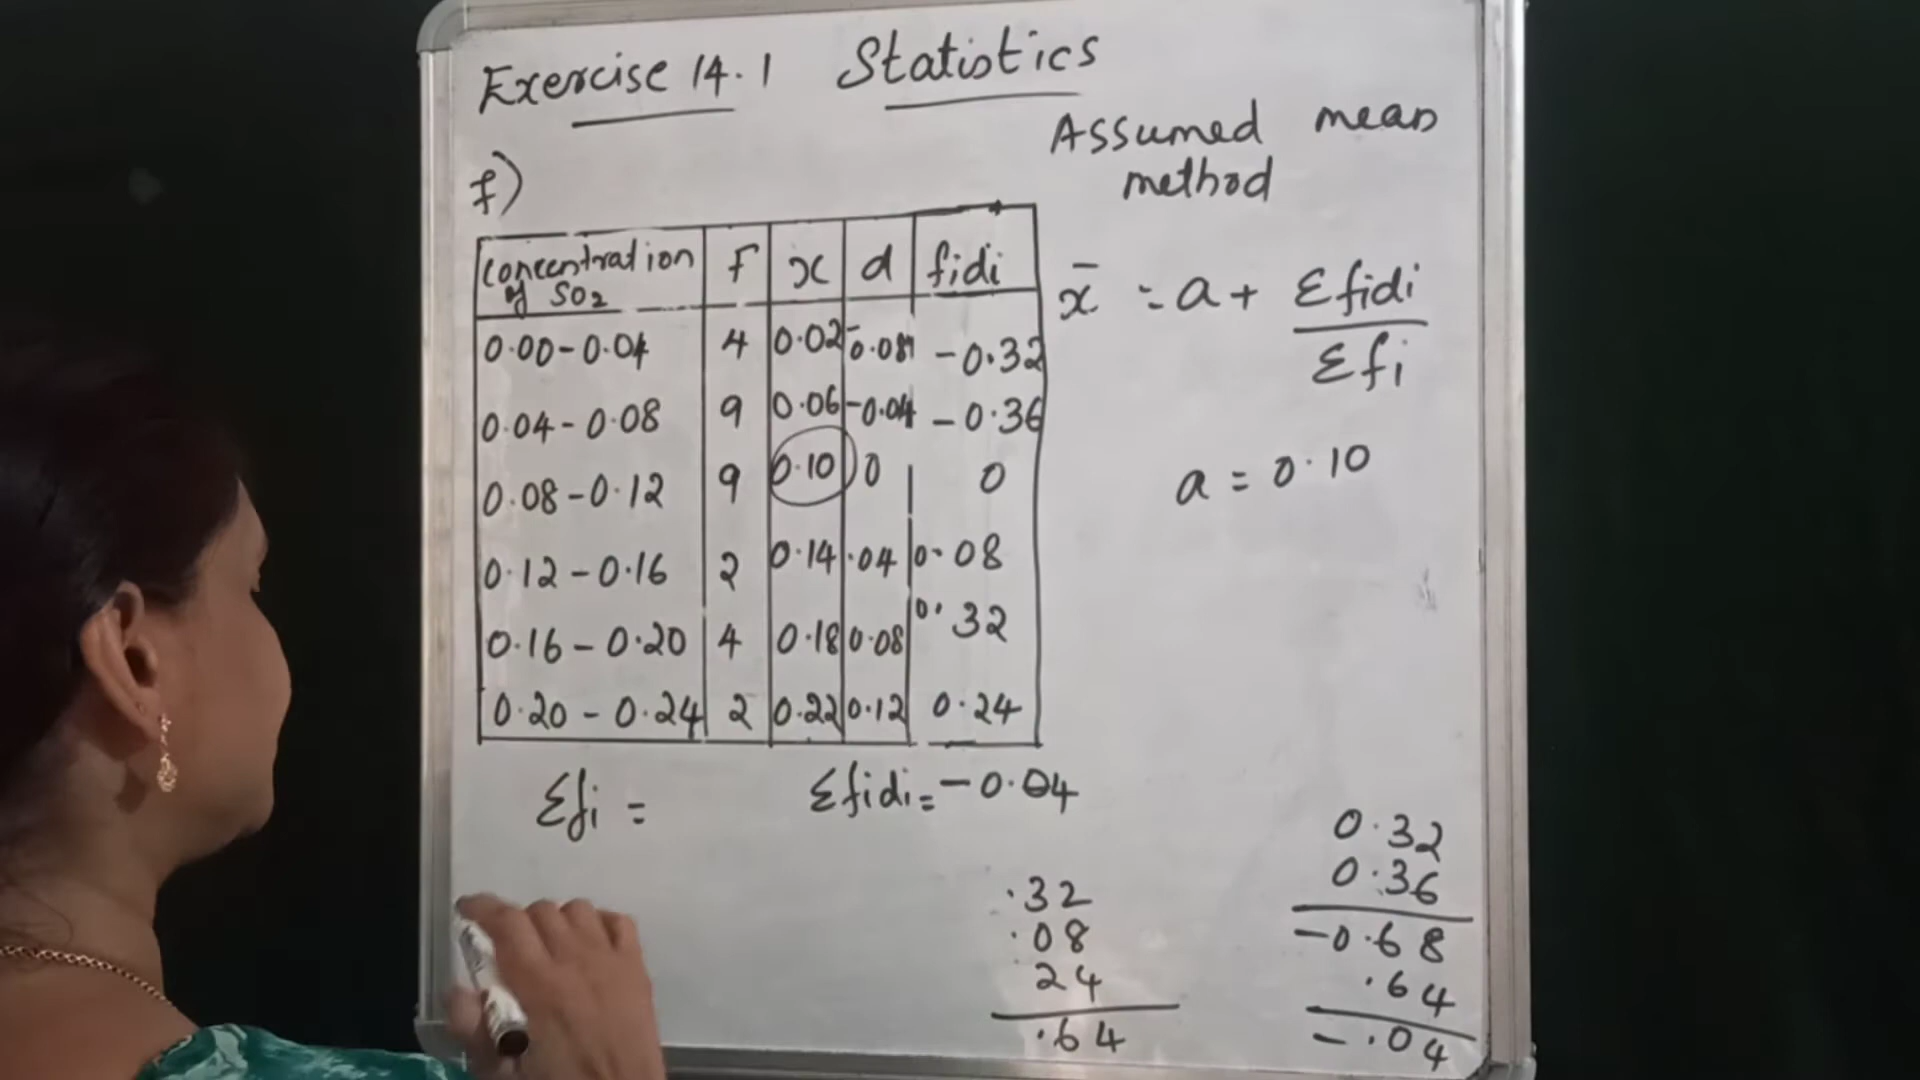 Exercise 14.1 Statistics
Assumed mean
method
f)
Concentration of SO₂ F x d fidi
0.00-0.04 4 0.02 -0.08 -0.32
0.04-0.08 9 0.06 -0.04 -0.36
0.08-0.12 9 0.10 0 0
0.12-0.16 2 0.14 .04 0.08
0.16-0.20 4 0.18 0.08 0.32
0.20-0.24 2 0.22 0.12 0.24
Σfi = Σfidi = -0.04
x̄ = a + Σfidi
Σfi
a = 0.10
.32
.08
24
.64
0.32
0.36
-0.68
.64
-.04